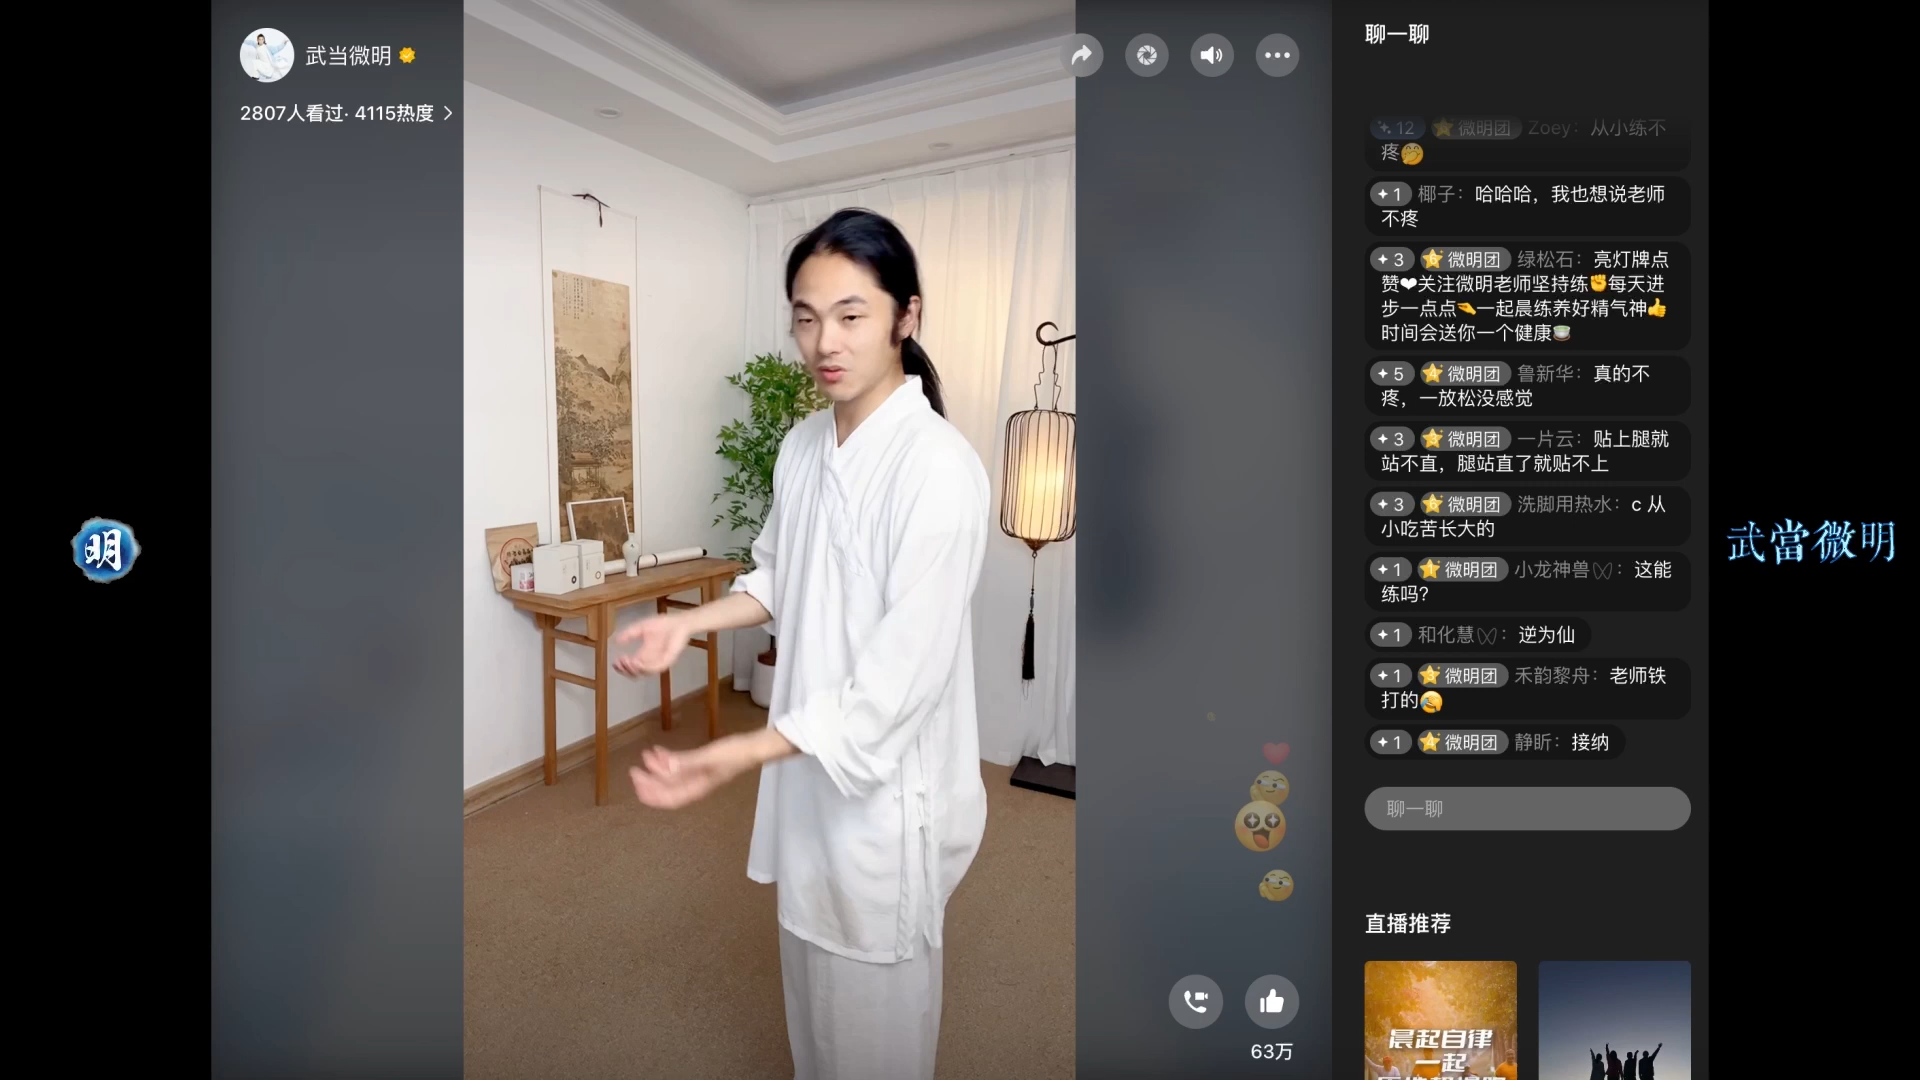 武当微明
2807人看过· 4115热度
聊一聊
12 微明团 Zoey：从小练不
疼
1 椰子：哈哈哈，我也想说老师
不疼
3 微明团 绿松石：亮灯牌点
赞❤关注微明老师坚持练✊每天进
步一点点🤏一起晨练养好精气神👍
时间会送你一个健康🍵
5 微明团 鲁新华：真的不
疼，一放松没感觉
3 微明团 一片云：贴上腿就
站不直，腿站直了就贴不上
3 微明团 洗脚用热水：c 从
小吃苦长大的
1 微明团 小龙神兽：这能
练吗?
1 和化慧：逆为仙
1 微明团 禾韵黎舟：老师铁
打的
1 微明团 静昕：接纳
聊一聊
直播推荐
晨起自律
一起
63万
明
武當微明